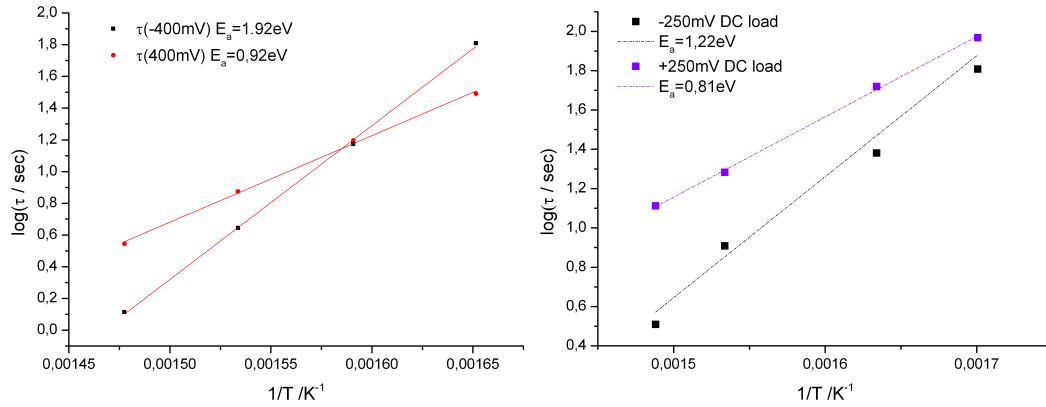 τ(-400mV) Eₐ=1.92eV
τ(400mV) Eₐ=0,92eV
log(τ / sec)
2,0
1,8
1,6
1,4
1,2
1,0
0,8
0,6
0,4
0,2
0,0
0,00145 0,00150 0,00155 0,00160 0,00165
1/T /K⁻¹
-250mV DC load
Eₐ=1,22eV
+250mV DC load
Eₐ=0,81eV
log(τ / sec)
2,0
1,8
1,6
1,4
1,2
1,0
0,8
0,6
0,4
0,0015 0,0016 0,0017
1/T /K⁻¹